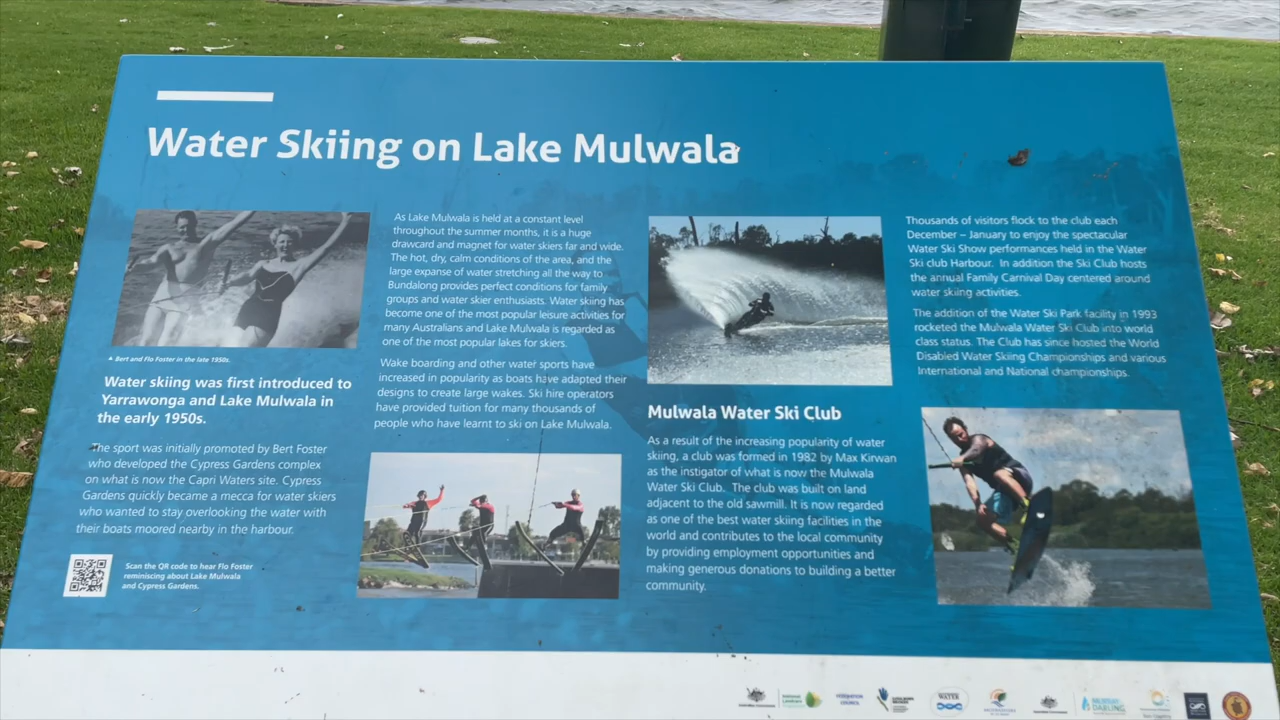 Water Skiing on Lake Mulwala
▲ Bert and Flo Foster in the late 1950s.
Water skiing was first introduced to
Yarrawonga and Lake Mulwala in
the early 1950s.
The sport was initially promoted by Bert Foster
who developed the Cypress Gardens complex
on what is now the Capri Waters site. Cypress
Gardens quickly became a mecca for water skiers
who wanted to stay overlooking the water with
their boats moored nearby in the harbour.
Scan the QR code to hear Flo Foster
reminiscing about Lake Mulwala
and Cypress Gardens.
As Lake Mulwala is held at a constant level
throughout the summer months, it is a huge
drawcard and magnet for water skiers far and wide.
The hot, dry, calm conditions of the area, and the
large expanse of water stretching all the way to
Bundalong provides perfect conditions for family
groups and water skier enthusiasts. Water skiing has
become one of the most popular leisure activities for
many Australians and Lake Mulwala is regarded as
one of the most popular lakes for skiers.
Wake boarding and other water sports have
increased in popularity as boats have adapted their
designs to create large wakes. Ski hire operators
have provided tuition for many thousands of
people who have learnt to ski on Lake Mulwala.
Mulwala Water Ski Club
As a result of the increasing popularity of water
skiing, a club was formed in 1982 by Max Kirwan
as the instigator of what is now the Mulwala
Water Ski Club. The club was built on land
adjacent to the old sawmill. It is now regarded
as one of the best water skiing facilities in the
world and contributes to the local community
by providing employment opportunities and
making generous donations to building a better
community.
Thousands of visitors flock to the club each
December – January to enjoy the spectacular
Water Ski Show performances held in the Water
Ski club Harbour. In addition the Ski Club hosts
the annual Family Carnival Day centered around
water skiing activities.
The addition of the Water Ski Park facility in 1993
rocketed the Mulwala Water Ski Club into world
class status. The Club has since hosted the World
Disabled Water Skiing Championships and various
International and National championships.
WATER
MURRAY-
DARLING